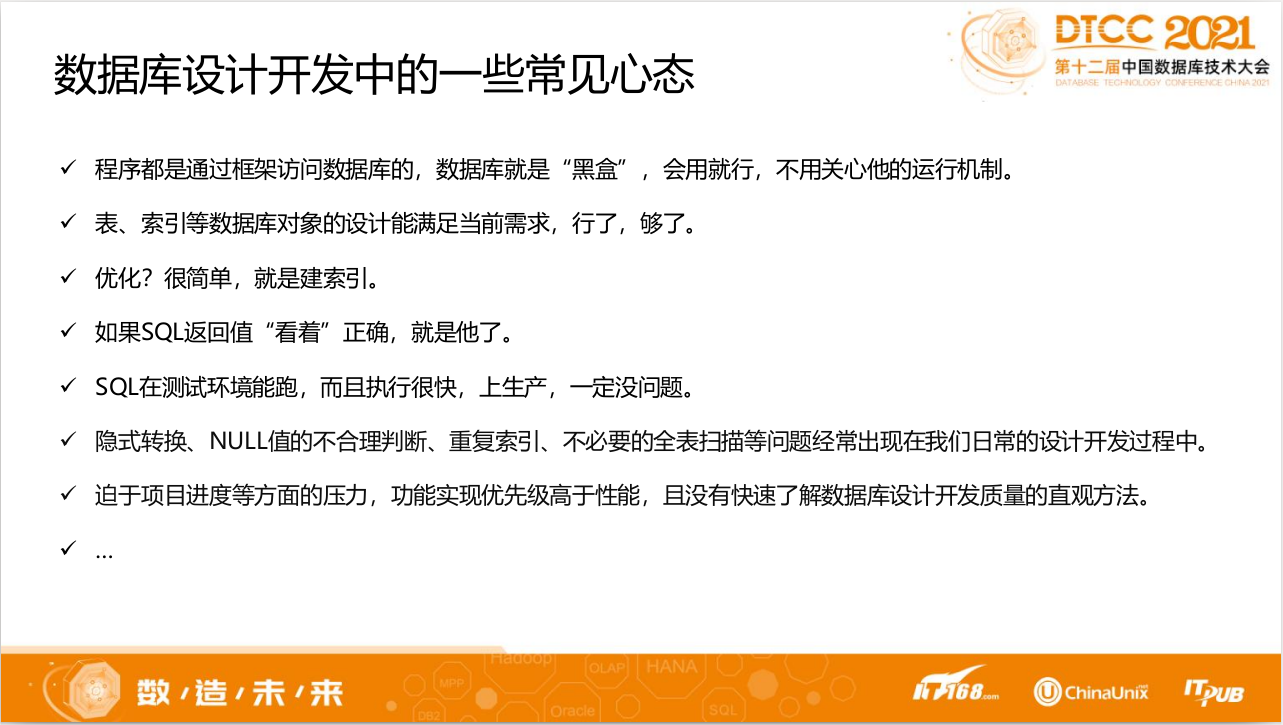 数据库设计开发中的一些常见心态
DTCC 2021
第十二届中国数据库技术大会
DATABASE TECHNOLOGY CONFERENCE CHINA 2021
✓ 程序都是通过框架访问数据库的，数据库就是“黑盒”，会用就行，不用关心他的运行机制。
✓ 表、索引等数据库对象的设计能满足当前需求，行了，够了。
✓ 优化？很简单，就是建索引。
✓ 如果SQL返回值“看着”正确，就是他了。
✓ SQL在测试环境能跑，而且执行很快，上生产，一定没问题。
✓ 隐式转换、NULL值的不合理判断、重复索引、不必要的全表扫描等问题经常出现在我们日常的设计开发过程中。
✓ 迫于项目进度等方面的压力，功能实现优先级高于性能，且没有快速了解数据库设计开发质量的直观方法。
✓ ...
数/造/未/来
MPP
DB2
Hadoop
Oracle
OLAP
HANA
SQL
IT168.com
ChinaUnix.net
ITPUB